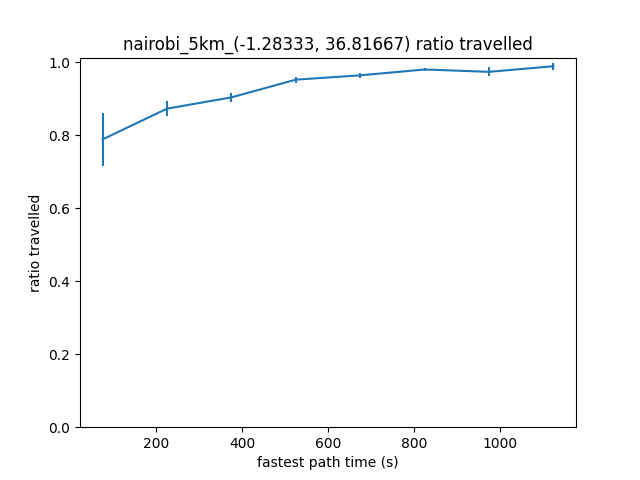 nairobi_5km_(-1.28333, 36.81667) ratio travelled
1.0
0.8
0.6
0.4
0.2
0.0
ratio travelled
200 400 600 800 1000
fastest path time (s)